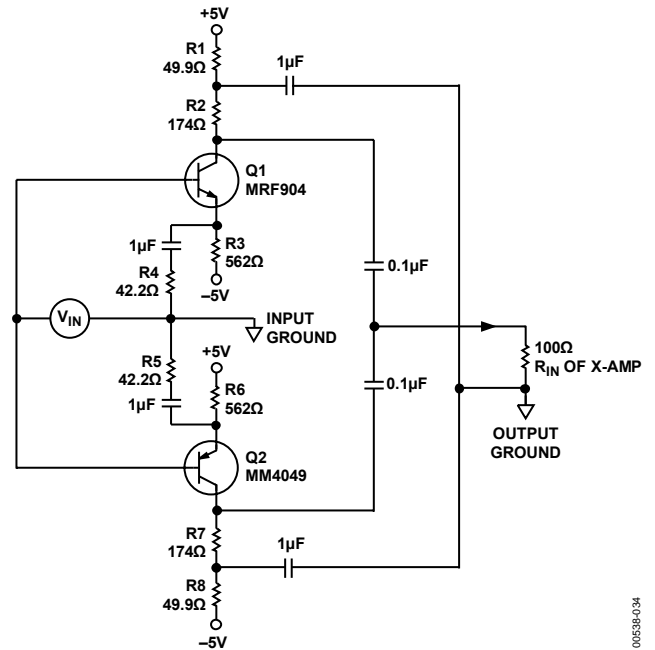 +5V
R1
49.9Ω
1µF
R2
174Ω
Q1
MRF904
1µF
R3
562Ω
R4
42.2Ω
–5V
0.1µF
VIN
INPUT
GROUND
+5V
R5
42.2Ω
R6
562Ω
1µF
0.1µF
100Ω
RIN OF X-AMP
OUTPUT
GROUND
Q2
MM4049
R7
174Ω
1µF
R8
49.9Ω
–5V
00538-034